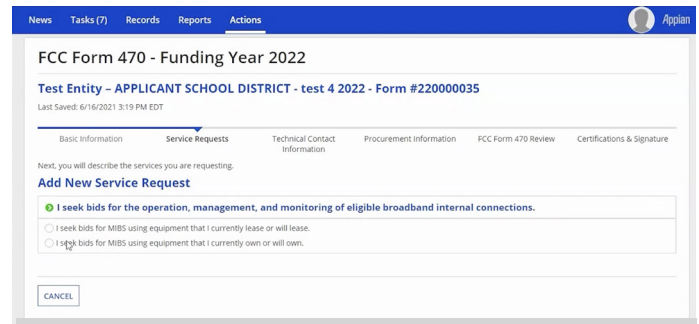 News Tasks (7) Records Reports Actions Appian
FCC Form 470 - Funding Year 2022
Test Entity – APPLICANT SCHOOL DISTRICT - test 4 2022 - Form #220000035
Last Saved: 6/16/2021 3:19 PM EDT
Basic Information Service Requests Technical Contact Information Procurement Information FCC Form 470 Review Certifications & Signature
Next, you will describe the services you are requesting.
Add New Service Request
I seek bids for the operation, management, and monitoring of eligible broadband internal connections.
I seek bids for MIBS using equipment that I currently lease or will lease.
I seek bids for MIBS using equipment that I currently own or will own.
CANCEL